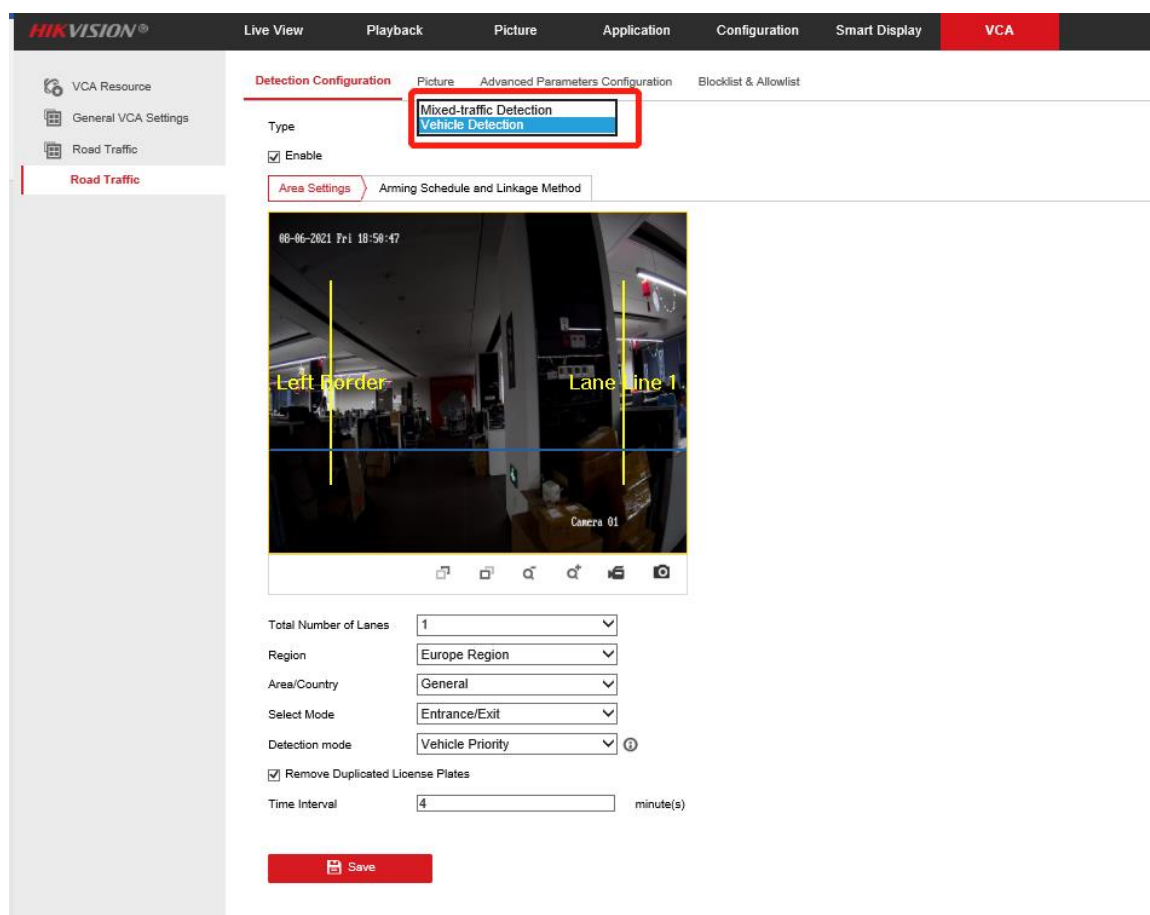 HIKVISION®
Live View Playback Picture Application Configuration Smart Display VCA
VCA Resource
General VCA Settings
Road Traffic
Road Traffic
Detection Configuration Picture Advanced Parameters Configuration Blocklist & Allowlist
Type
Mixed-traffic Detection
Vehicle Detection
Enable
Area Settings Arming Schedule and Linkage Method
08-06-2021 Fri 18:50:47
Left Border
Lane Line 1
Camera 01
Total Number of Lanes 1
Region Europe Region
Area/Country General
Select Mode Entrance/Exit
Detection mode Vehicle Priority
Remove Duplicated License Plates
Time Interval 4 minute(s)
Save